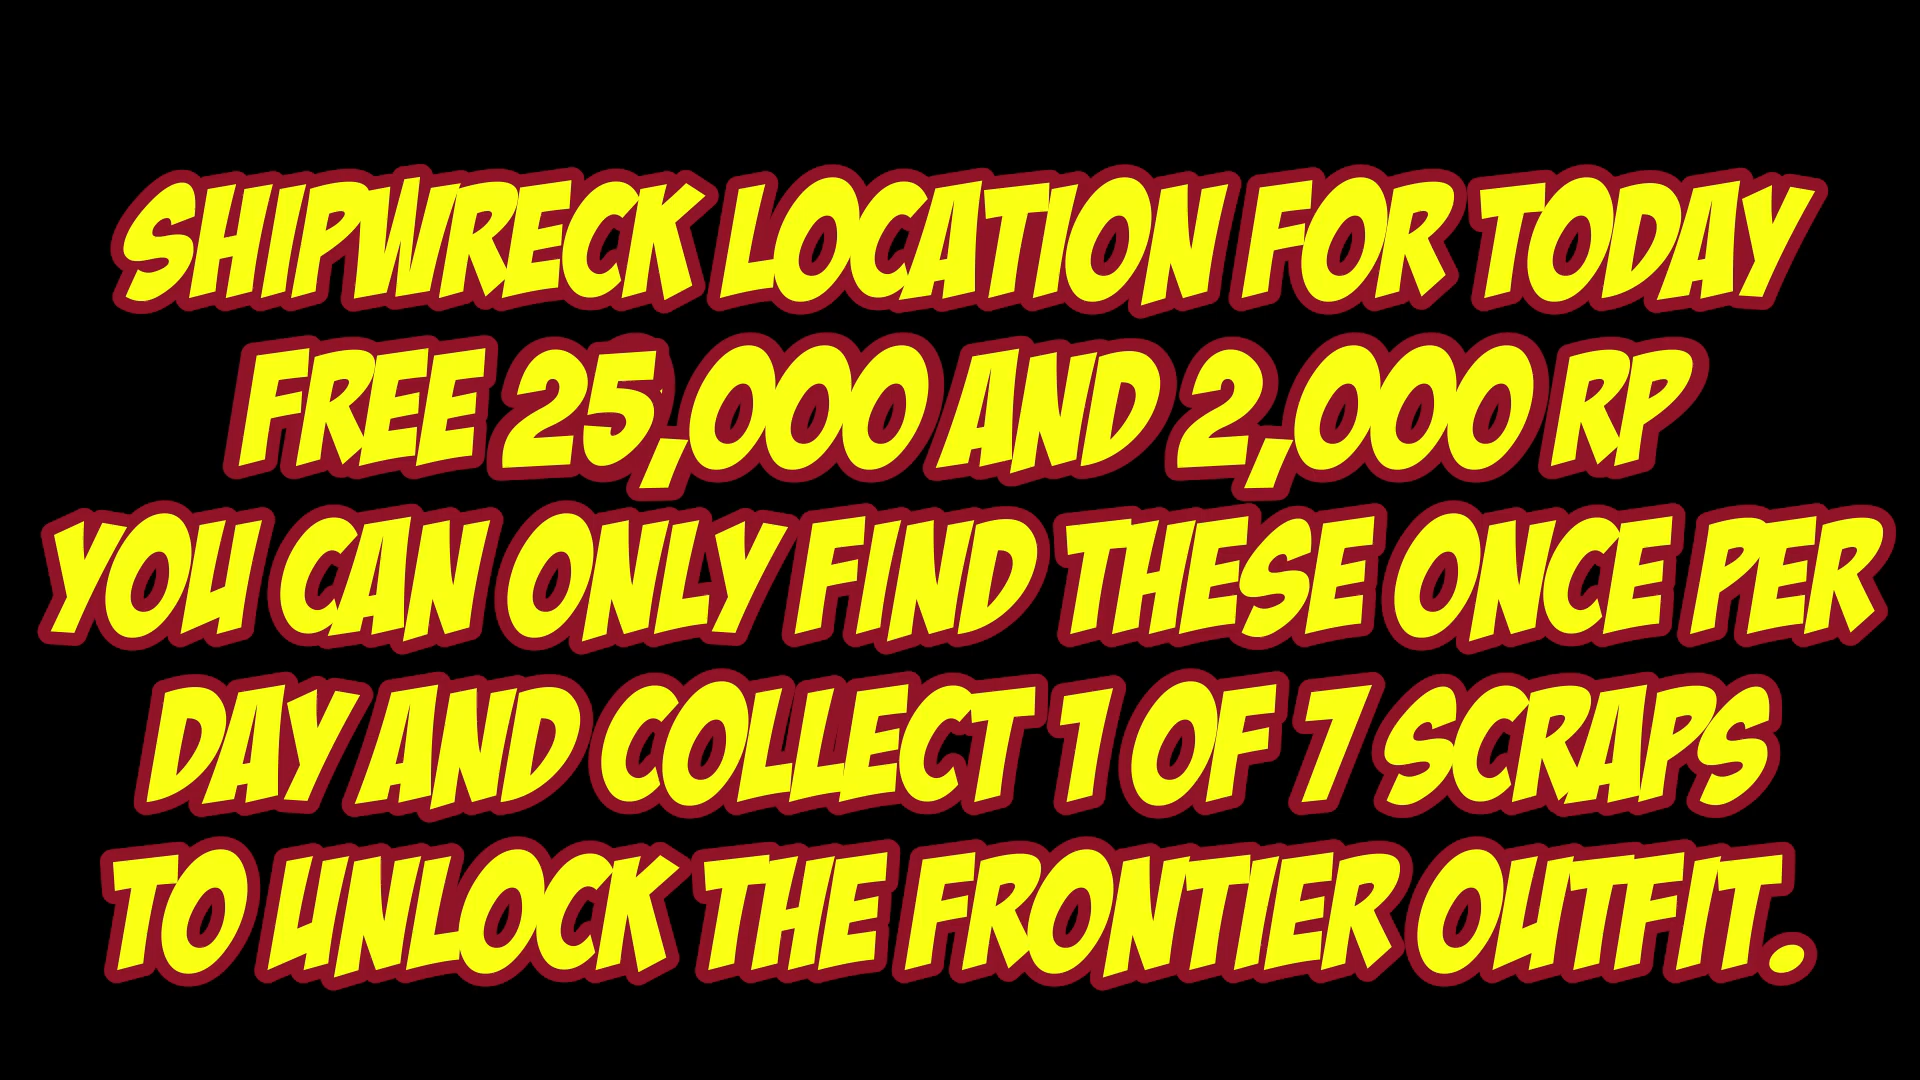 SHIPWRECK LOCATION FOR TODAY
FREE 25,000 AND 2,000 RP
YOU CAN ONLY FIND THESE ONCE PER
DAY AND COLLECT 1 OF 7 SCRAPS
TO UNLOCK THE FRONTIER OUTFIT.